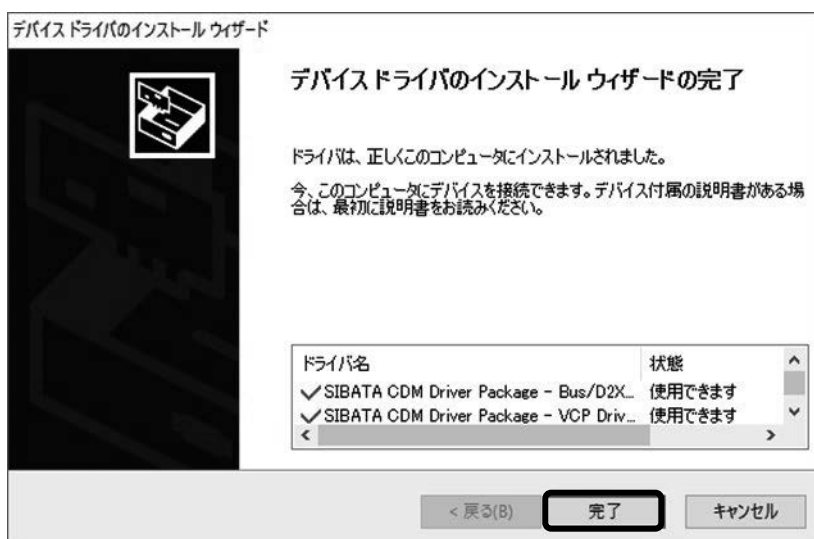 デバイス ドライバのインストール ウィザード
デバイス ドライバのインストール ウィザードの完了
ドライバは、正しくこのコンピュータにインストールされました。
今、このコンピュータにデバイスを接続できます。デバイス付属の説明書がある場
合は、最初に説明書をお読みください。
ドライバ名 状態
SIBATA CDM Driver Package - Bus/D2X... 使用できます
SIBATA CDM Driver Package - VCP Driv... 使用できます
< 戻る(B) 完了 キャンセル